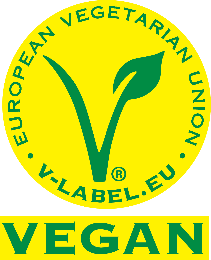 • EUROPEAN VEGETARIAN UNION •
V-LABEL.EU
®
VEGAN